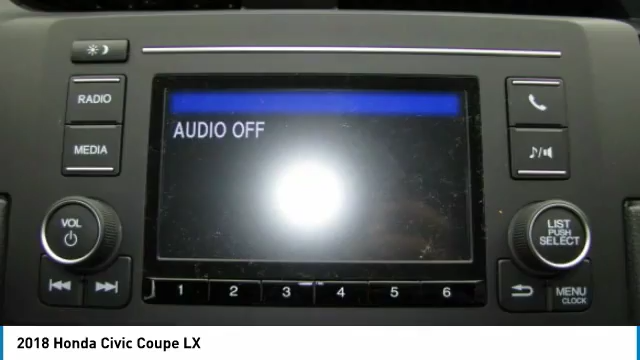 RADIO
MEDIA
AUDIO OFF
VOL
LIST
PUSH
SELECT
1 2 3 4 5 6
MENU
CLOCK
2018 Honda Civic Coupe LX